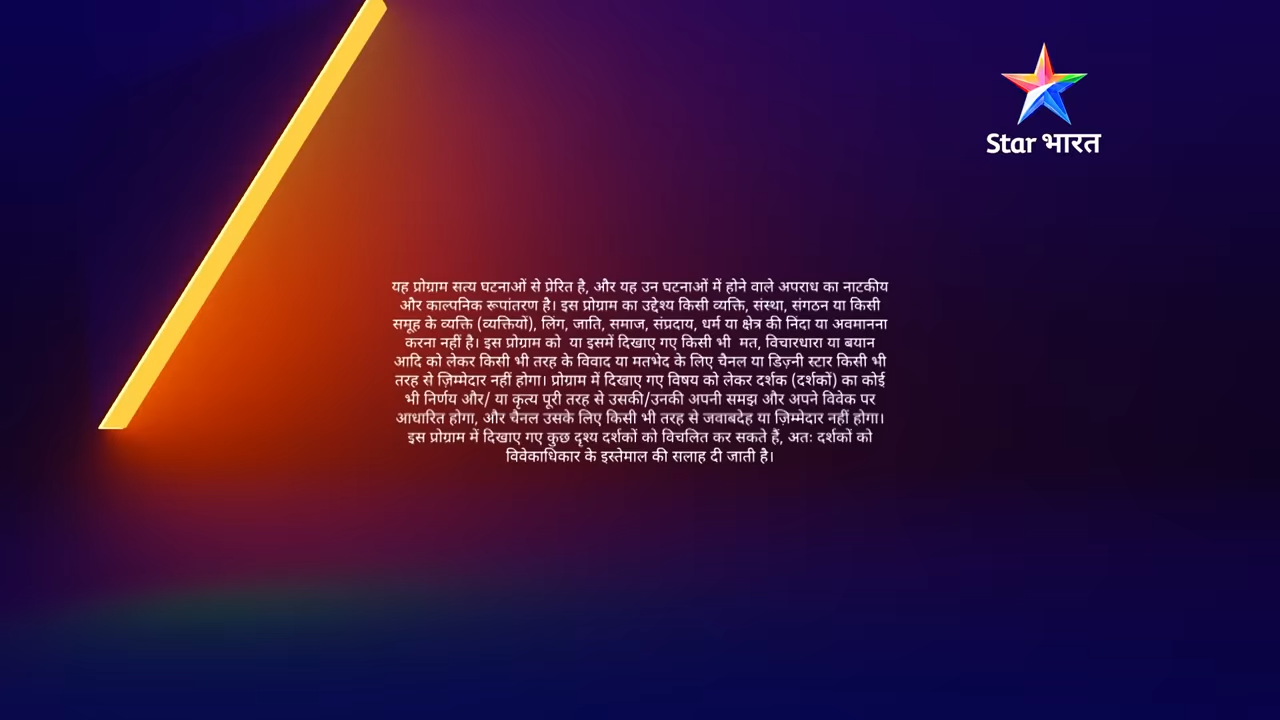 Star भारत
यह प्रोग्राम सत्य घटनाओं से प्रेरित है, और यह उन घटनाओं में होने वाले अपराध का नाटकीय
और काल्पनिक रूपांतरण है। इस प्रोग्राम का उद्देश्य किसी व्यक्ति, संस्था, संगठन या किसी
समूह के व्यक्ति (व्यक्तियों), लिंग, जाति, समाज, संप्रदाय, धर्म या क्षेत्र की निंदा या अवमानना
करना नहीं है। इस प्रोग्राम को या इसमें दिखाए गए किसी भी मत, विचारधारा या बयान
आदि को लेकर किसी भी तरह के विवाद या मतभेद के लिए चैनल या डिज़्नी स्टार किसी भी
तरह से ज़िम्मेदार नहीं होगा। प्रोग्राम में दिखाए गए विषय को लेकर दर्शक (दर्शकों) का कोई
भी निर्णय और/ या कृत्य पूरी तरह से उसकी/उनकी अपनी समझ और अपने विवेक पर
आधारित होगा, और चैनल उसके लिए किसी भी तरह से जवाबदेह या ज़िम्मेदार नहीं होगा।
इस प्रोग्राम में दिखाए गए कुछ दृश्य दर्शकों को विचलित कर सकते हैं, अतः दर्शकों को
विवेकाधिकार के इस्तेमाल की सलाह दी जाती है।